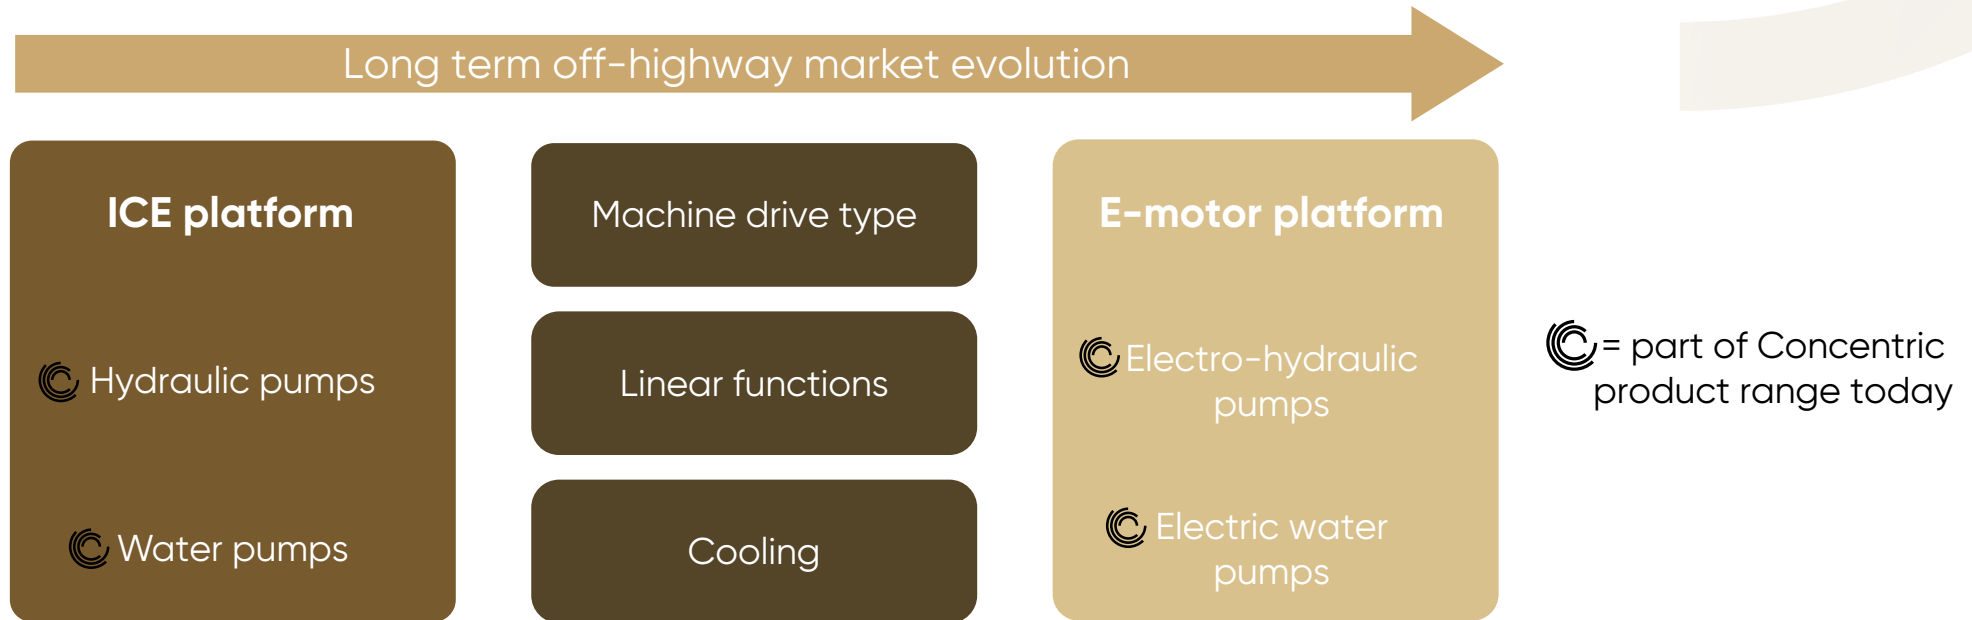 Long term off-highway market evolution
ICE platform
Machine drive type
E-motor platform
Hydraulic pumps
Linear functions
Electro-hydraulic
pumps
= part of Concentric
product range today
Water pumps
Cooling
Electric water
pumps